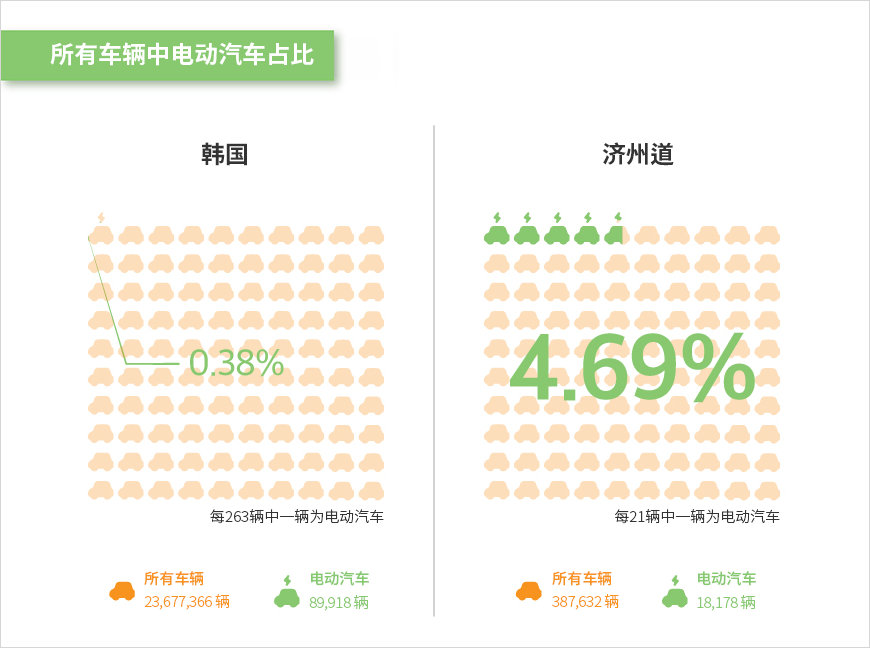 所有车辆中电动汽车占比
韩国
0.38%
每263辆中一辆为电动汽车
所有车辆
23,677,366 辆
电动汽车
89,918 辆
济州道
4.69%
每21辆中一辆为电动汽车
所有车辆
387,632 辆
电动汽车
18,178 辆